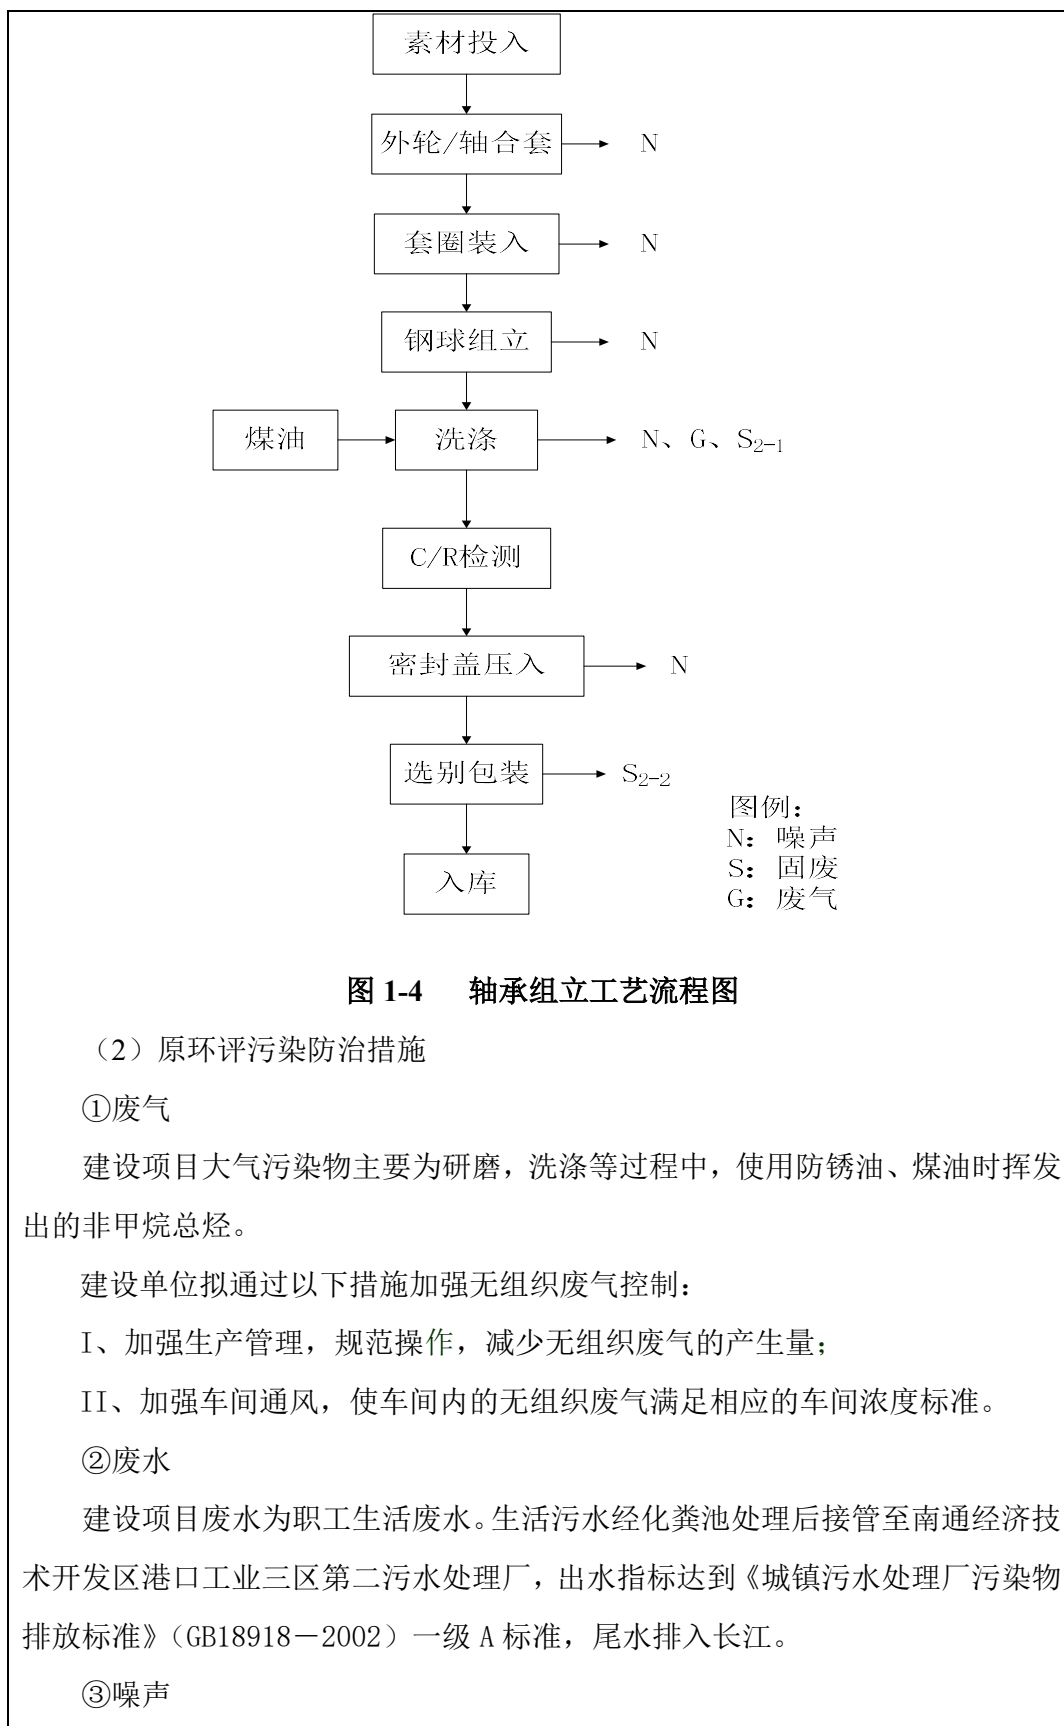 素材投入
外轮/轴合套 N
套圈装入 N
钢球组立 N
煤油 洗涤 N、G、S2-1
C/R检测
密封盖压入 N
选别包装 S2-2
图例：
N：噪声
S：固废
G：废气
入库
图 1-4 轴承组立工艺流程图
（2）原环评污染防治措施
①废气
建设项目大气污染物主要为研磨，洗涤等过程中，使用防锈油、煤油时挥发
出的非甲烷总烃。
建设单位拟通过以下措施加强无组织废气控制：
I、加强生产管理，规范操作，减少无组织废气的产生量；
II、加强车间通风，使车间内的无组织废气满足相应的车间浓度标准。
②废水
建设项目废水为职工生活废水。生活污水经化粪池处理后接管至南通经济技
术开发区港口工业三区第二污水处理厂，出水指标达到《城镇污水处理厂污染物
排放标准》（GB18918－2002）一级 A 标准，尾水排入长江。
③噪声